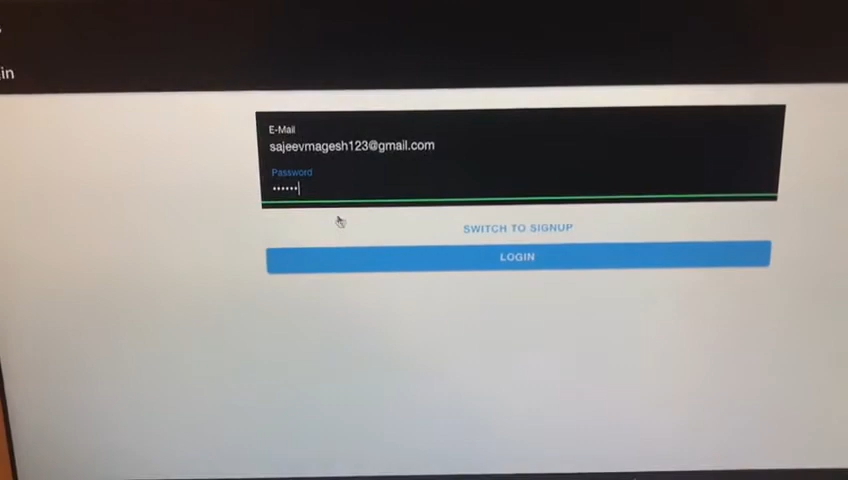 in
E-Mail
sajeevmagesh123@gmail.com
Password
••••••
SWITCH TO SIGNUP
LOGIN